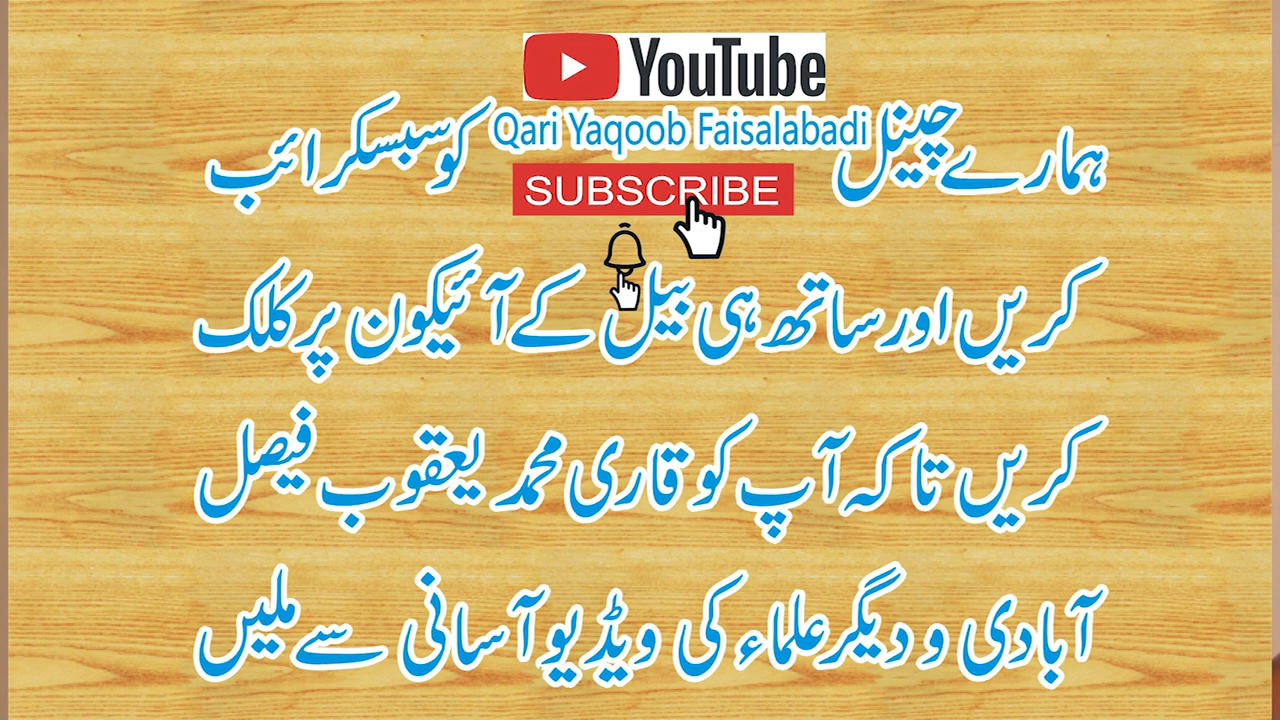 YouTube
ہمارے چینل Qari Yaqoob Faisalabadi کو سبسکرائب
SUBSCRIBE
کریں اور ساتھ ہی بیل کے آئیکون پر کلک
کریں تاکہ آپ کو قاری محمد یعقوب فیصل
آبادی و دیگر علماء کی ویڈیو آسانی سے ملیں